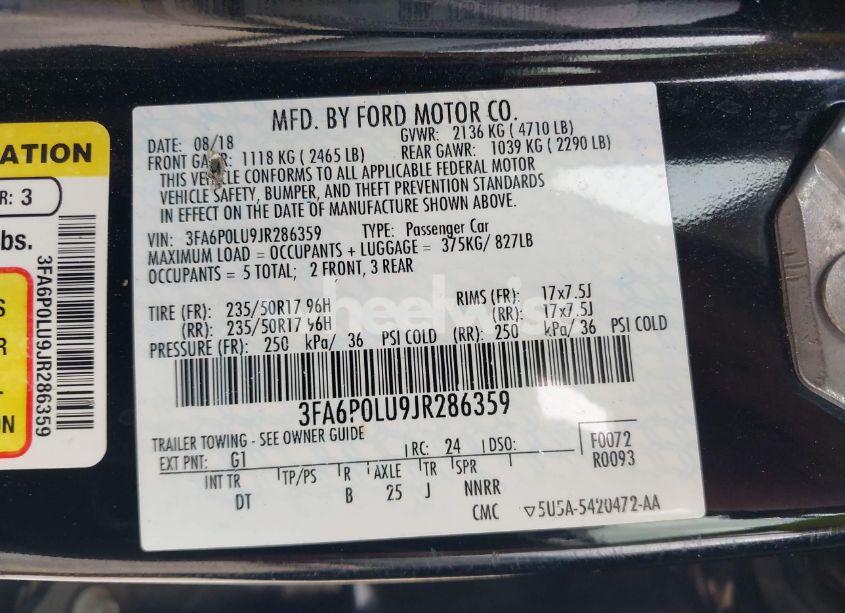 ATION
R: 3
bs.
S
R
L-
ON
3FA6P0LU9JR286359
MFD. BY FORD MOTOR CO.
DATE: 08/18 GVWR: 2136 KG ( 4710 LB)
FRONT GAWR: 1118 KG ( 2465 LB) REAR GAWR: 1039 KG ( 2290 LB)
THIS VEHICLE CONFORMS TO ALL APPLICABLE FEDERAL MOTOR
VEHICLE SAFETY, BUMPER, AND THEFT PREVENTION STANDARDS
IN EFFECT ON THE DATE OF MANUFACTURE SHOWN ABOVE.
VIN: 3FA6P0LU9JR286359 TYPE: Passenger Car
MAXIMUM LOAD = OCCUPANTS + LUGGAGE = 375KG/ 827LB
OCCUPANTS = 5 TOTAL; 2 FRONT, 3 REAR
TIRE (FR): 235/50R17 96H RIMS (FR): 17x7.5J
(RR): 235/50R17 96H (RR): 17x7.5J
PRESSURE (FR): 250 kPa/ 36 PSI COLD (RR): 250 kPa/ 36 PSI COLD
wheelwis
3FA6P0LU9JR286359
TRAILER TOWING - SEE OWNER GUIDE
EXT PNT: G1 RC: 24 DSO: F0072
R0093
INT TR TP/PS R AXLE TR SPR
DT B 25 J NNRR
CMC ▽5U5A-5420472-AA